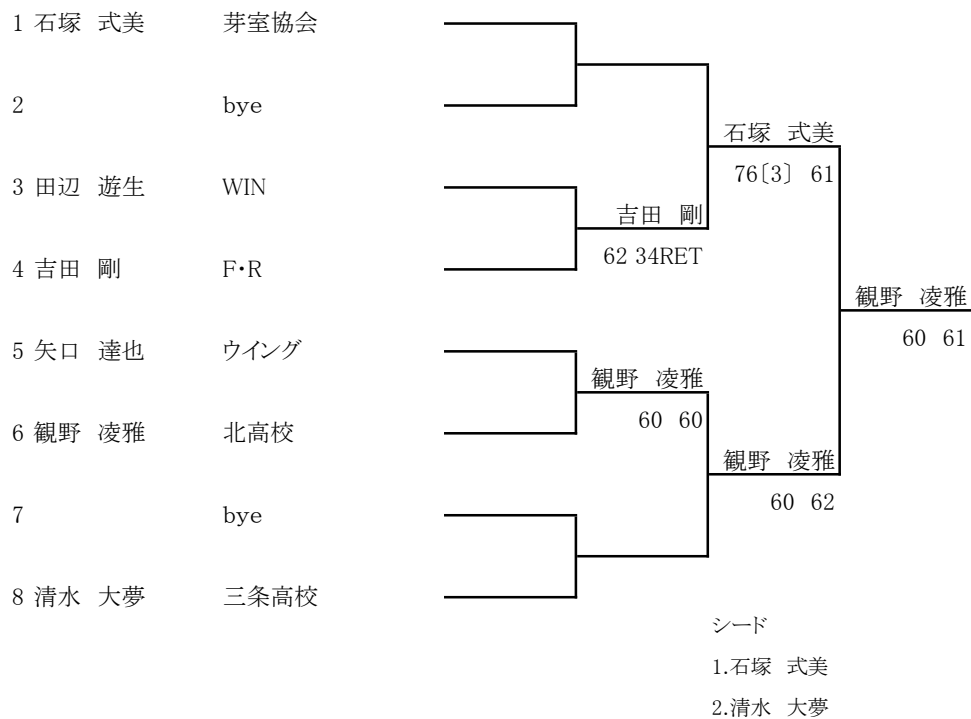 1 石塚 式美 芽室協会
2 bye
石塚 式美
3 田辺 遊生 WIN
76〔3〕 61
吉田 剛
4 吉田 剛 F・R
62 34RET
観野 凌雅
60 61
5 矢口 達也 ウイング
観野 凌雅
6 観野 凌雅 北高校
60 60
観野 凌雅
60 62
7 bye
8 清水 大夢 三条高校
シード
1.石塚 式美
2.清水 大夢